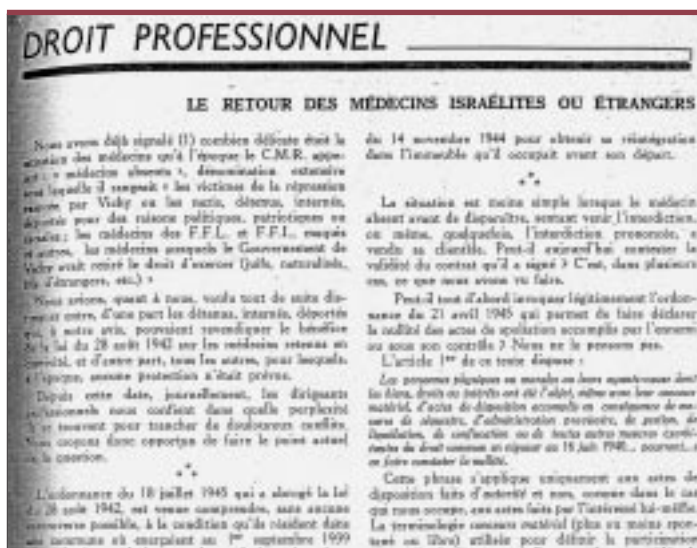 DROIT PROFESSIONNEL
LE RETOUR DES MÉDECINS ISRAÉLITES OU ÉTRANGERS
Nous avons déjà signalé (1) combien délicate était la
situation des médecins qu'à l'époque le C.M.R. appe-
lait : « médecins absents », dénomination extensive
sous laquelle il rangeait « les victimes de la répression
exercée par Vichy ou les nazis, détenus, internés,
déportés pour des raisons politiques, patriotiques ou
raciales ; les médecins des F.F.L. et F.F.I., maquis
et autres, les médecins auxquels le Gouvernement de
Vichy avait retiré le droit d'exercer (juifs, naturalisés,
fils d'étrangers, etc.) »
Nous avions, quant à nous, voulu tout de suite dis-
tinguer entre, d'une part les détenus, internés, déportés
qui, à notre avis, pouvaient revendiquer le bénéfice
de la loi du 28 août 1942 sur les médecins retenus en
captivité, et d'autre part, tous les autres, pour lesquels,
à l'époque, aucune protection n'était prévue.
Depuis cette date, journellement, les dirigeants
professionnels nous confient dans quelle perplexité
ils se trouvent pour trancher de douloureux conflits.
Nous croyons donc opportun de faire le point actuel
de la question.
L'ordonnance du 18 juillet 1945 qui a abrogé la loi
du 28 août 1942, est venue comprendre, sans aucune
possible, à la condition qu'ils résident dans
une commune où exerçaient au 1er septembre 1939
du 14 novembre 1944 pour obtenir sa réintégration
dans l'immeuble qu'il occupait avant son départ.
La situation est moins simple lorsque le médecin
absent avant de disparaître, sentant venir l'interdiction
ou même, quelquefois, l'interdiction prononcée, a
vendu sa clientèle. Peut-il aujourd'hui contester la
validité du contrat qu'il a signé ? C'est, dans plusieurs
cas, ce que nous avons vu faire.
Peut-il tout d'abord invoquer légitimement l'ordon-
nance du 21 avril 1945 qui permet de faire déclarer
la nullité des actes de spoliation accomplis par l'ennemi
ou sous son contrôle ? Nous ne le pensons pas.
L'article 1er de ce texte dispose :
Les personnes physiques ou morales ou leurs ayants-cause dont
les biens, droits ou intérêts ont été l'objet, même avec leur concours
matériel, d'actes de disposition accomplis en conséquence de me-
sures de séquestre, d'administration provisoire, de gestion, de
liquidation, de confiscation ou de toutes autres mesures exorbi-
tantes du droit commun en vigueur au 16 juin 1940... pourront...
en faire constater la nullité.
Cette phrase s'applique uniquement aux actes de
disposition faits d'autorité et non, comme dans le cas
qui nous occupe, aux actes faits par l'intéressé lui-même.
La terminologie concours matériel (plus ou moins spon-
tané ou libre) utilisée pour définir la participation